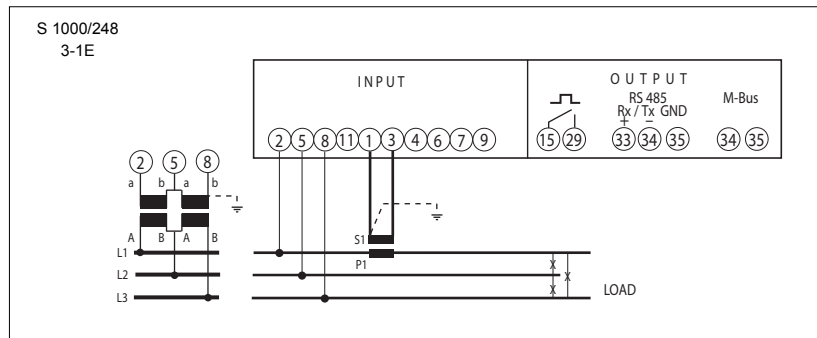 S 1000/248
3-1E
INPUT
OUTPUT
RS 485
M-Bus
Rx / Tx GND
+ −
2 5 8 11 1 3 4 6 7 9
15 29 33 34 35 34 35
2 5 8
a b a b
A B A B
S1
P1
L1
L2
L3
LOAD